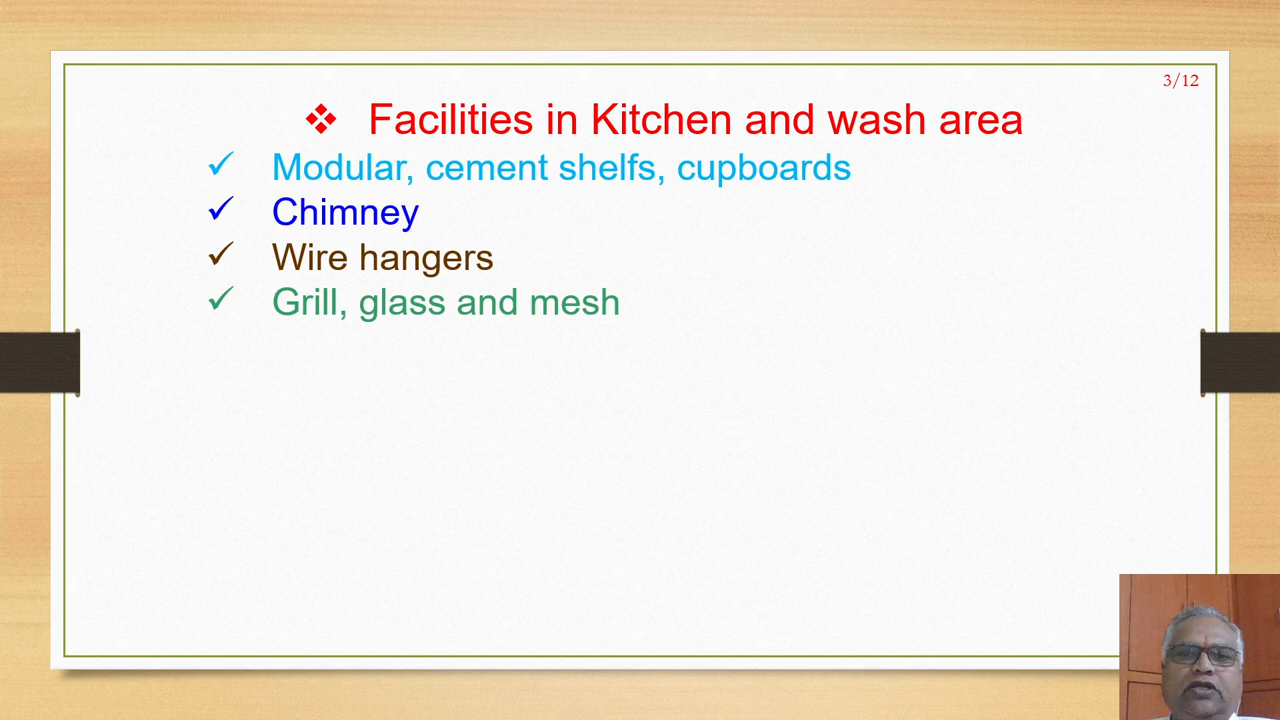 3/12
❖ Facilities in Kitchen and wash area
✓ Modular, cement shelfs, cupboards
✓ Chimney
✓ Wire hangers
✓ Grill, glass and mesh